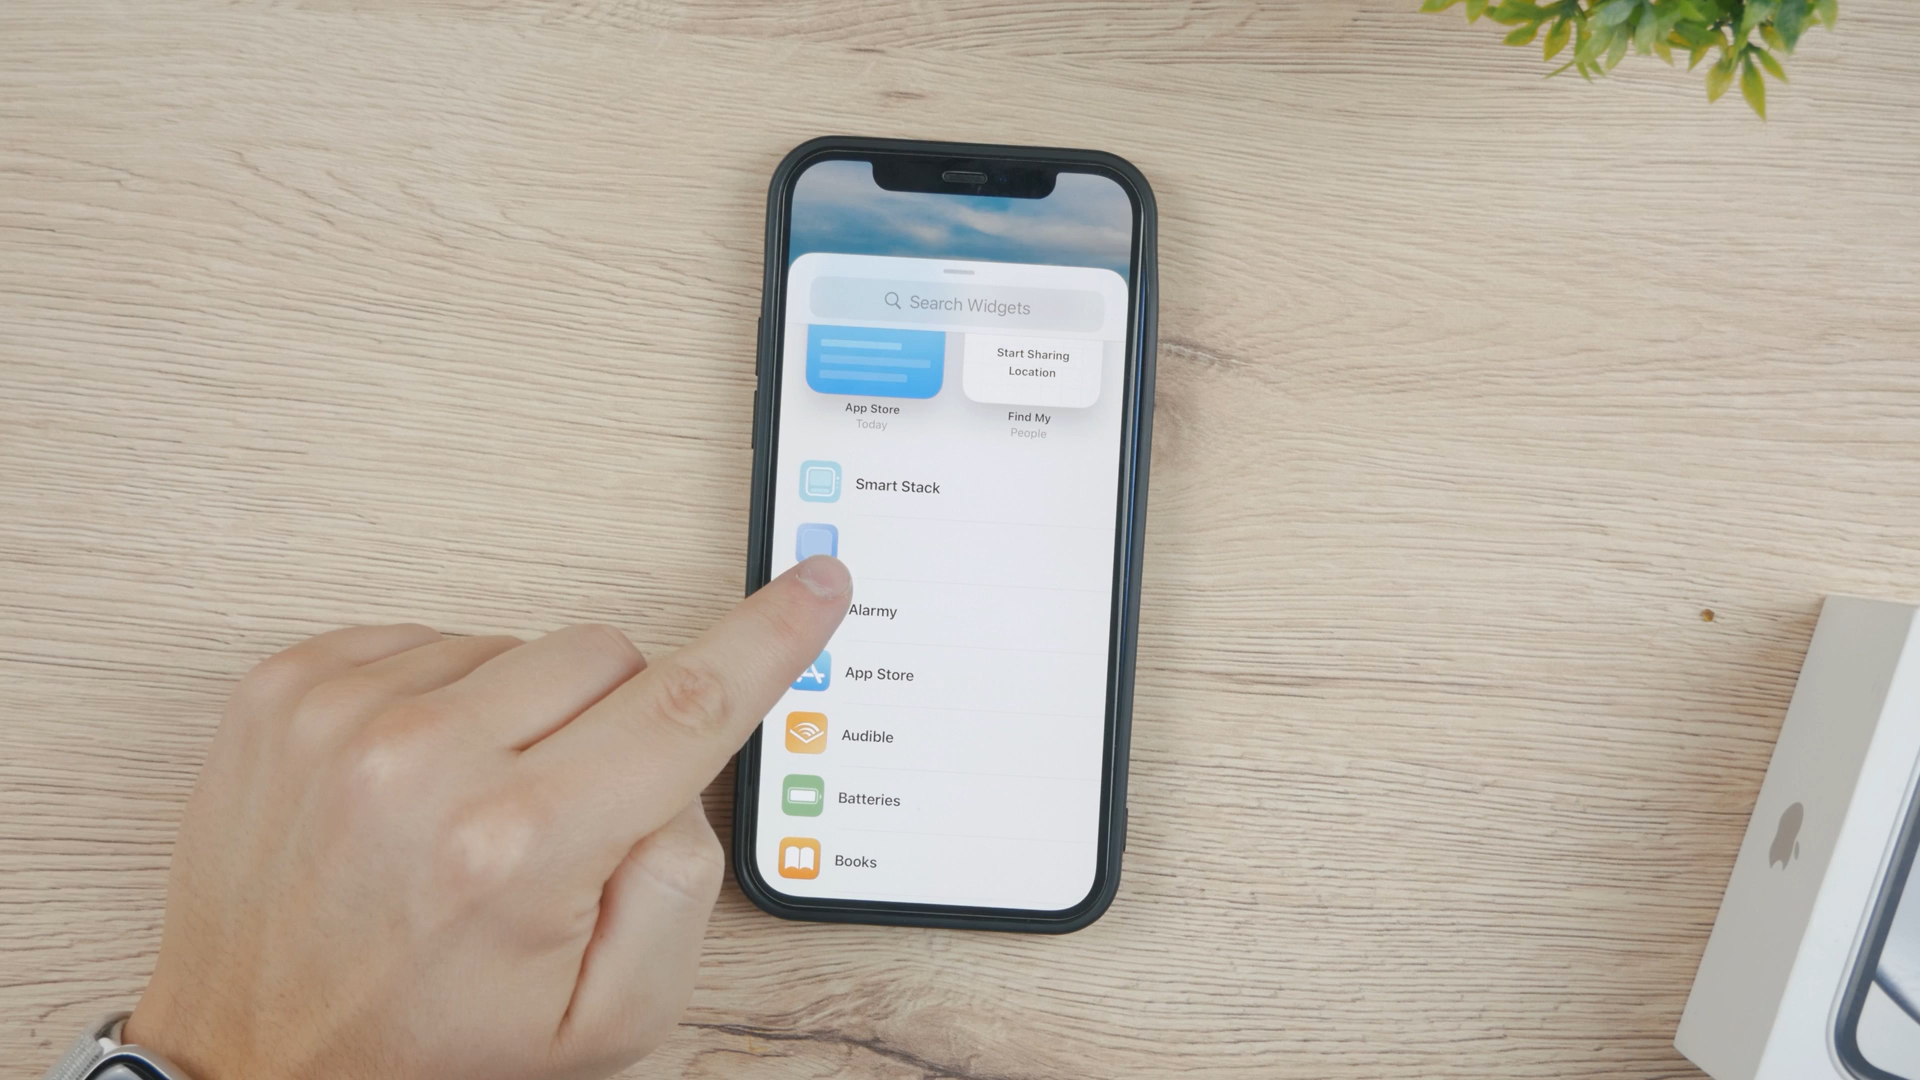 Search Widgets
Start Sharing
Location
App Store
Today
Find My
People
Smart Stack
Alarmy
App Store
Audible
Batteries
Books